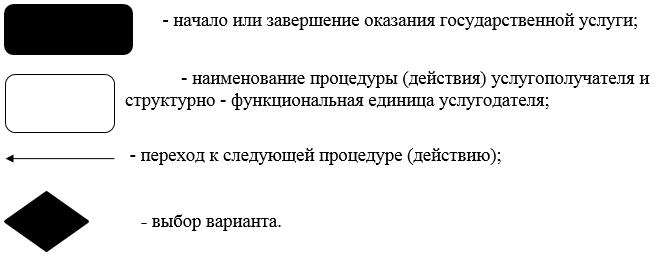 - начало или завершение оказания государственной услуги;
- наименование процедуры (действия) услугополучателя и
структурно - функциональная единица услугодателя;
- переход к следующей процедуре (действию);
- выбор варианта.